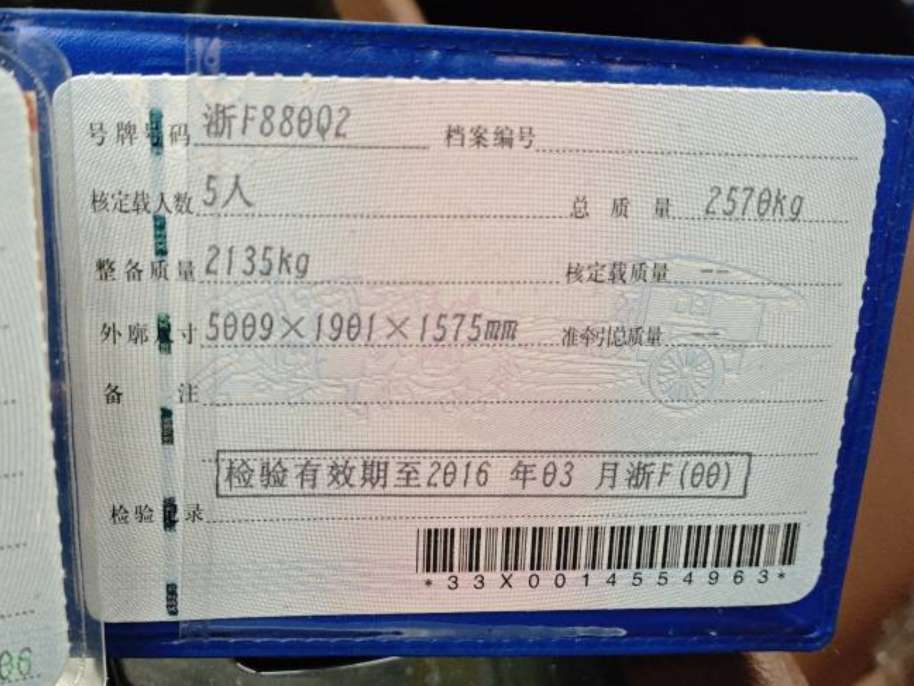 号牌号码 浙F880Q2 档案编号
核定载人数 5人 总质量 2570kg
整备质量 2135kg 核定载质量 --
外廓尺寸 5009×1901×1575mm 准牵引总质量
备注
检验有效期至2016 年03 月浙F(00)
检验记录
*33X0014554963*
06